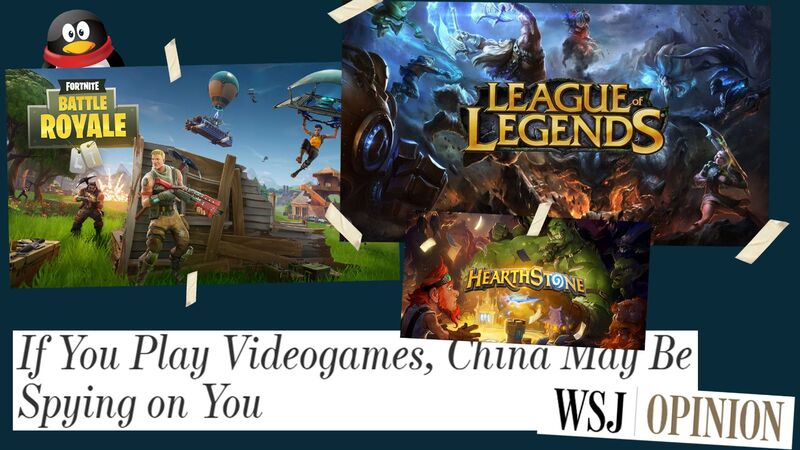 FORTNITE
BATTLE
ROYALE
LEAGUE of
LEGENDS
HEARTHSTONE
If You Play Videogames, China May Be
Spying on You
WSJ OPINION